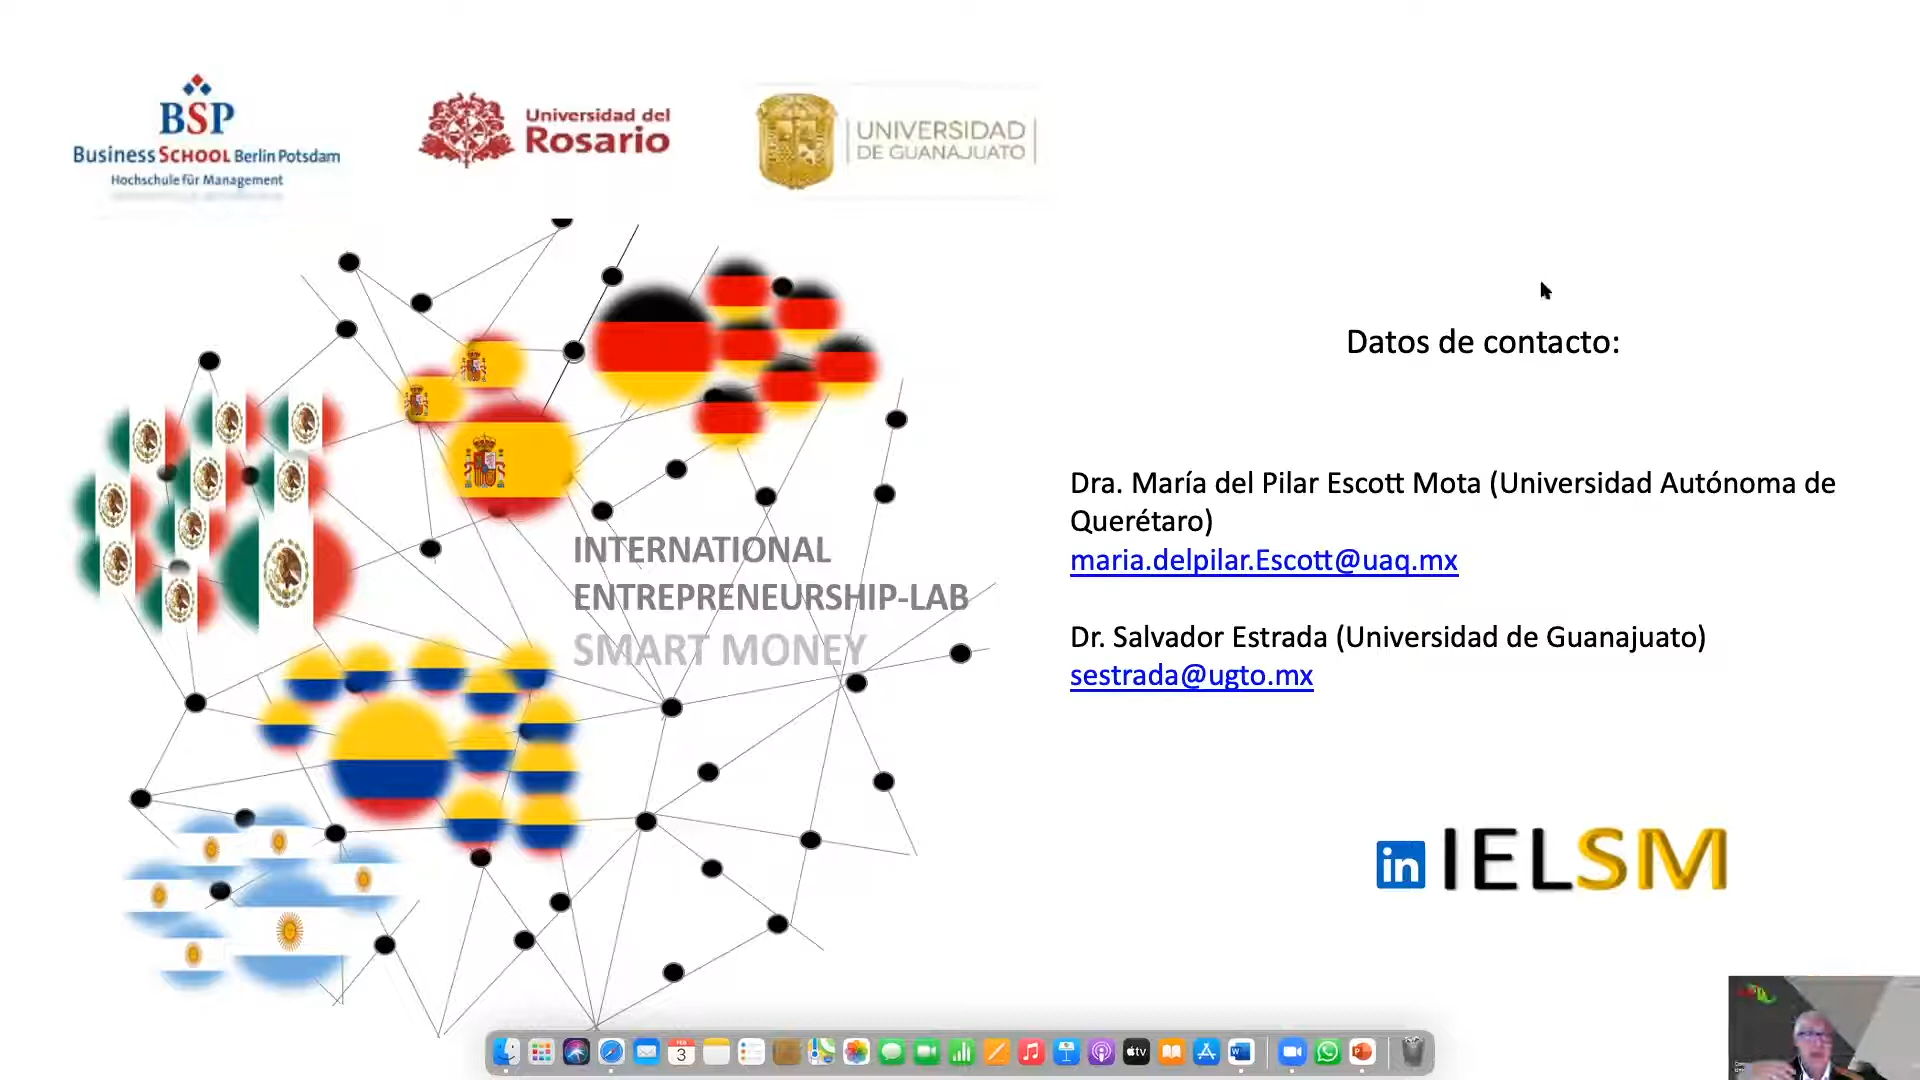 BSP
Business SCHOOL Berlin Potsdam
Hochschule für Management
Universidad del
Rosario
UNIVERSIDAD
DE GUANAJUATO
Datos de contacto:
Dra. María del Pilar Escott Mota (Universidad Autónoma de
Querétaro)
maria.delpilar.Escott@uaq.mx
Dr. Salvador Estrada (Universidad de Guanajuato)
sestrada@ugto.mx
INTERNATIONAL
ENTREPRENEURSHIP-LAB
SMART MONEY
in IELSM
3
tv